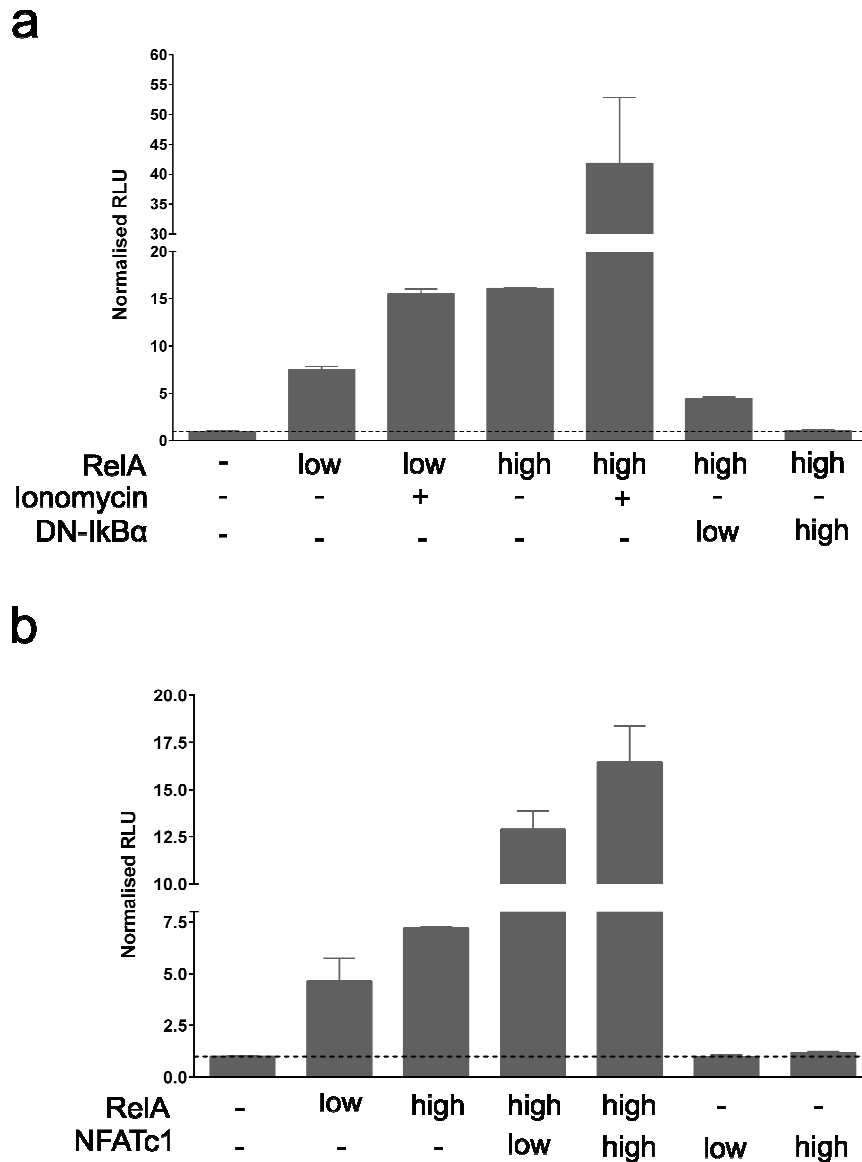 a
60
55
50
45
40
35
30
20
15
10
5
0
Normalised RLU
RelA - low low high high high high
Ionomycin - - + - + - -
DN-IkBα - - - - - low high
b
20.0
17.5
15.0
12.5
10.0
7.5
5.0
2.5
0.0
Normalised RLU
RelA - low high high high - -
NFATc1 - - - low high low high